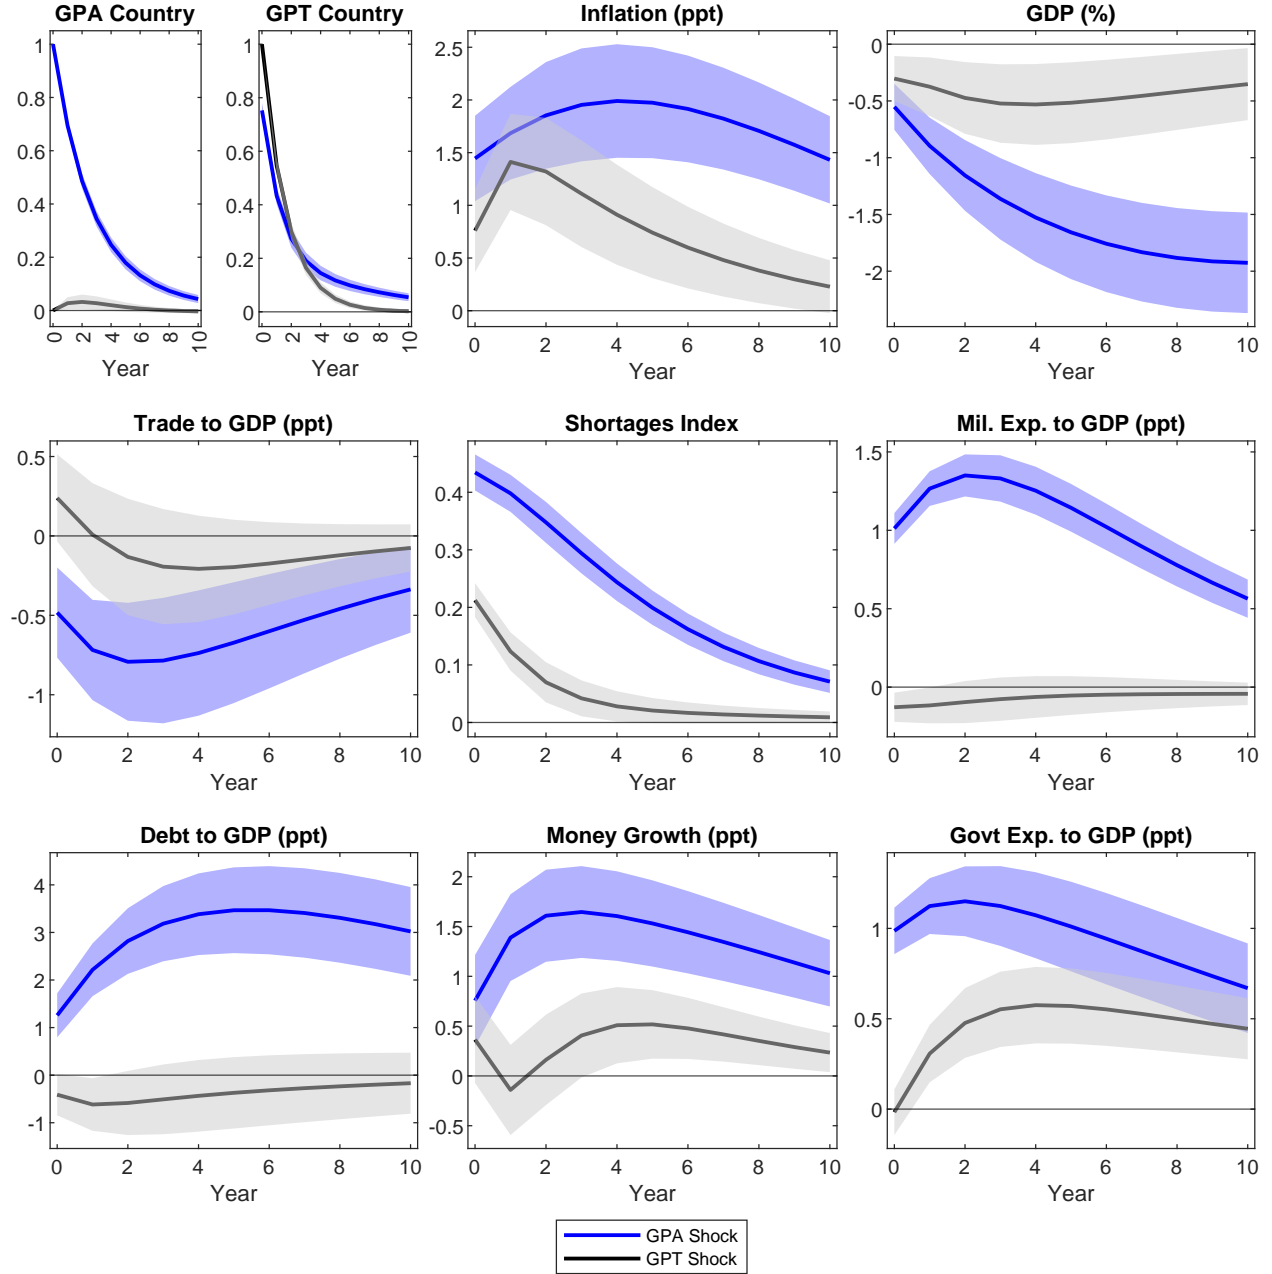 GPA Country
GPT Country
Inflation (ppt)
GDP (%)
1
0.8
0.6
0.4
0.2
0
0 2 4 6 8 10
Year
1
0.8
0.6
0.4
0.2
0
0 2 4 6 8 10
Year
2.5
2
1.5
1
0.5
0
0 2 4 6 8 10
Year
0
-0.5
-1
-1.5
-2
0 2 4 6 8 10
Year
Trade to GDP (ppt)
Shortages Index
Mil. Exp. to GDP (ppt)
0.5
0
-0.5
-1
0 2 4 6 8 10
Year
0.4
0.3
0.2
0.1
0
0 2 4 6 8 10
Year
1.5
1
0.5
0
0 2 4 6 8 10
Year
Debt to GDP (ppt)
Money Growth (ppt)
Govt Exp. to GDP (ppt)
4
3
2
1
0
-1
0 2 4 6 8 10
Year
2
1.5
1
0.5
0
-0.5
0 2 4 6 8 10
Year
1
0.5
0
0 2 4 6 8 10
Year
GPA Shock
GPT Shock